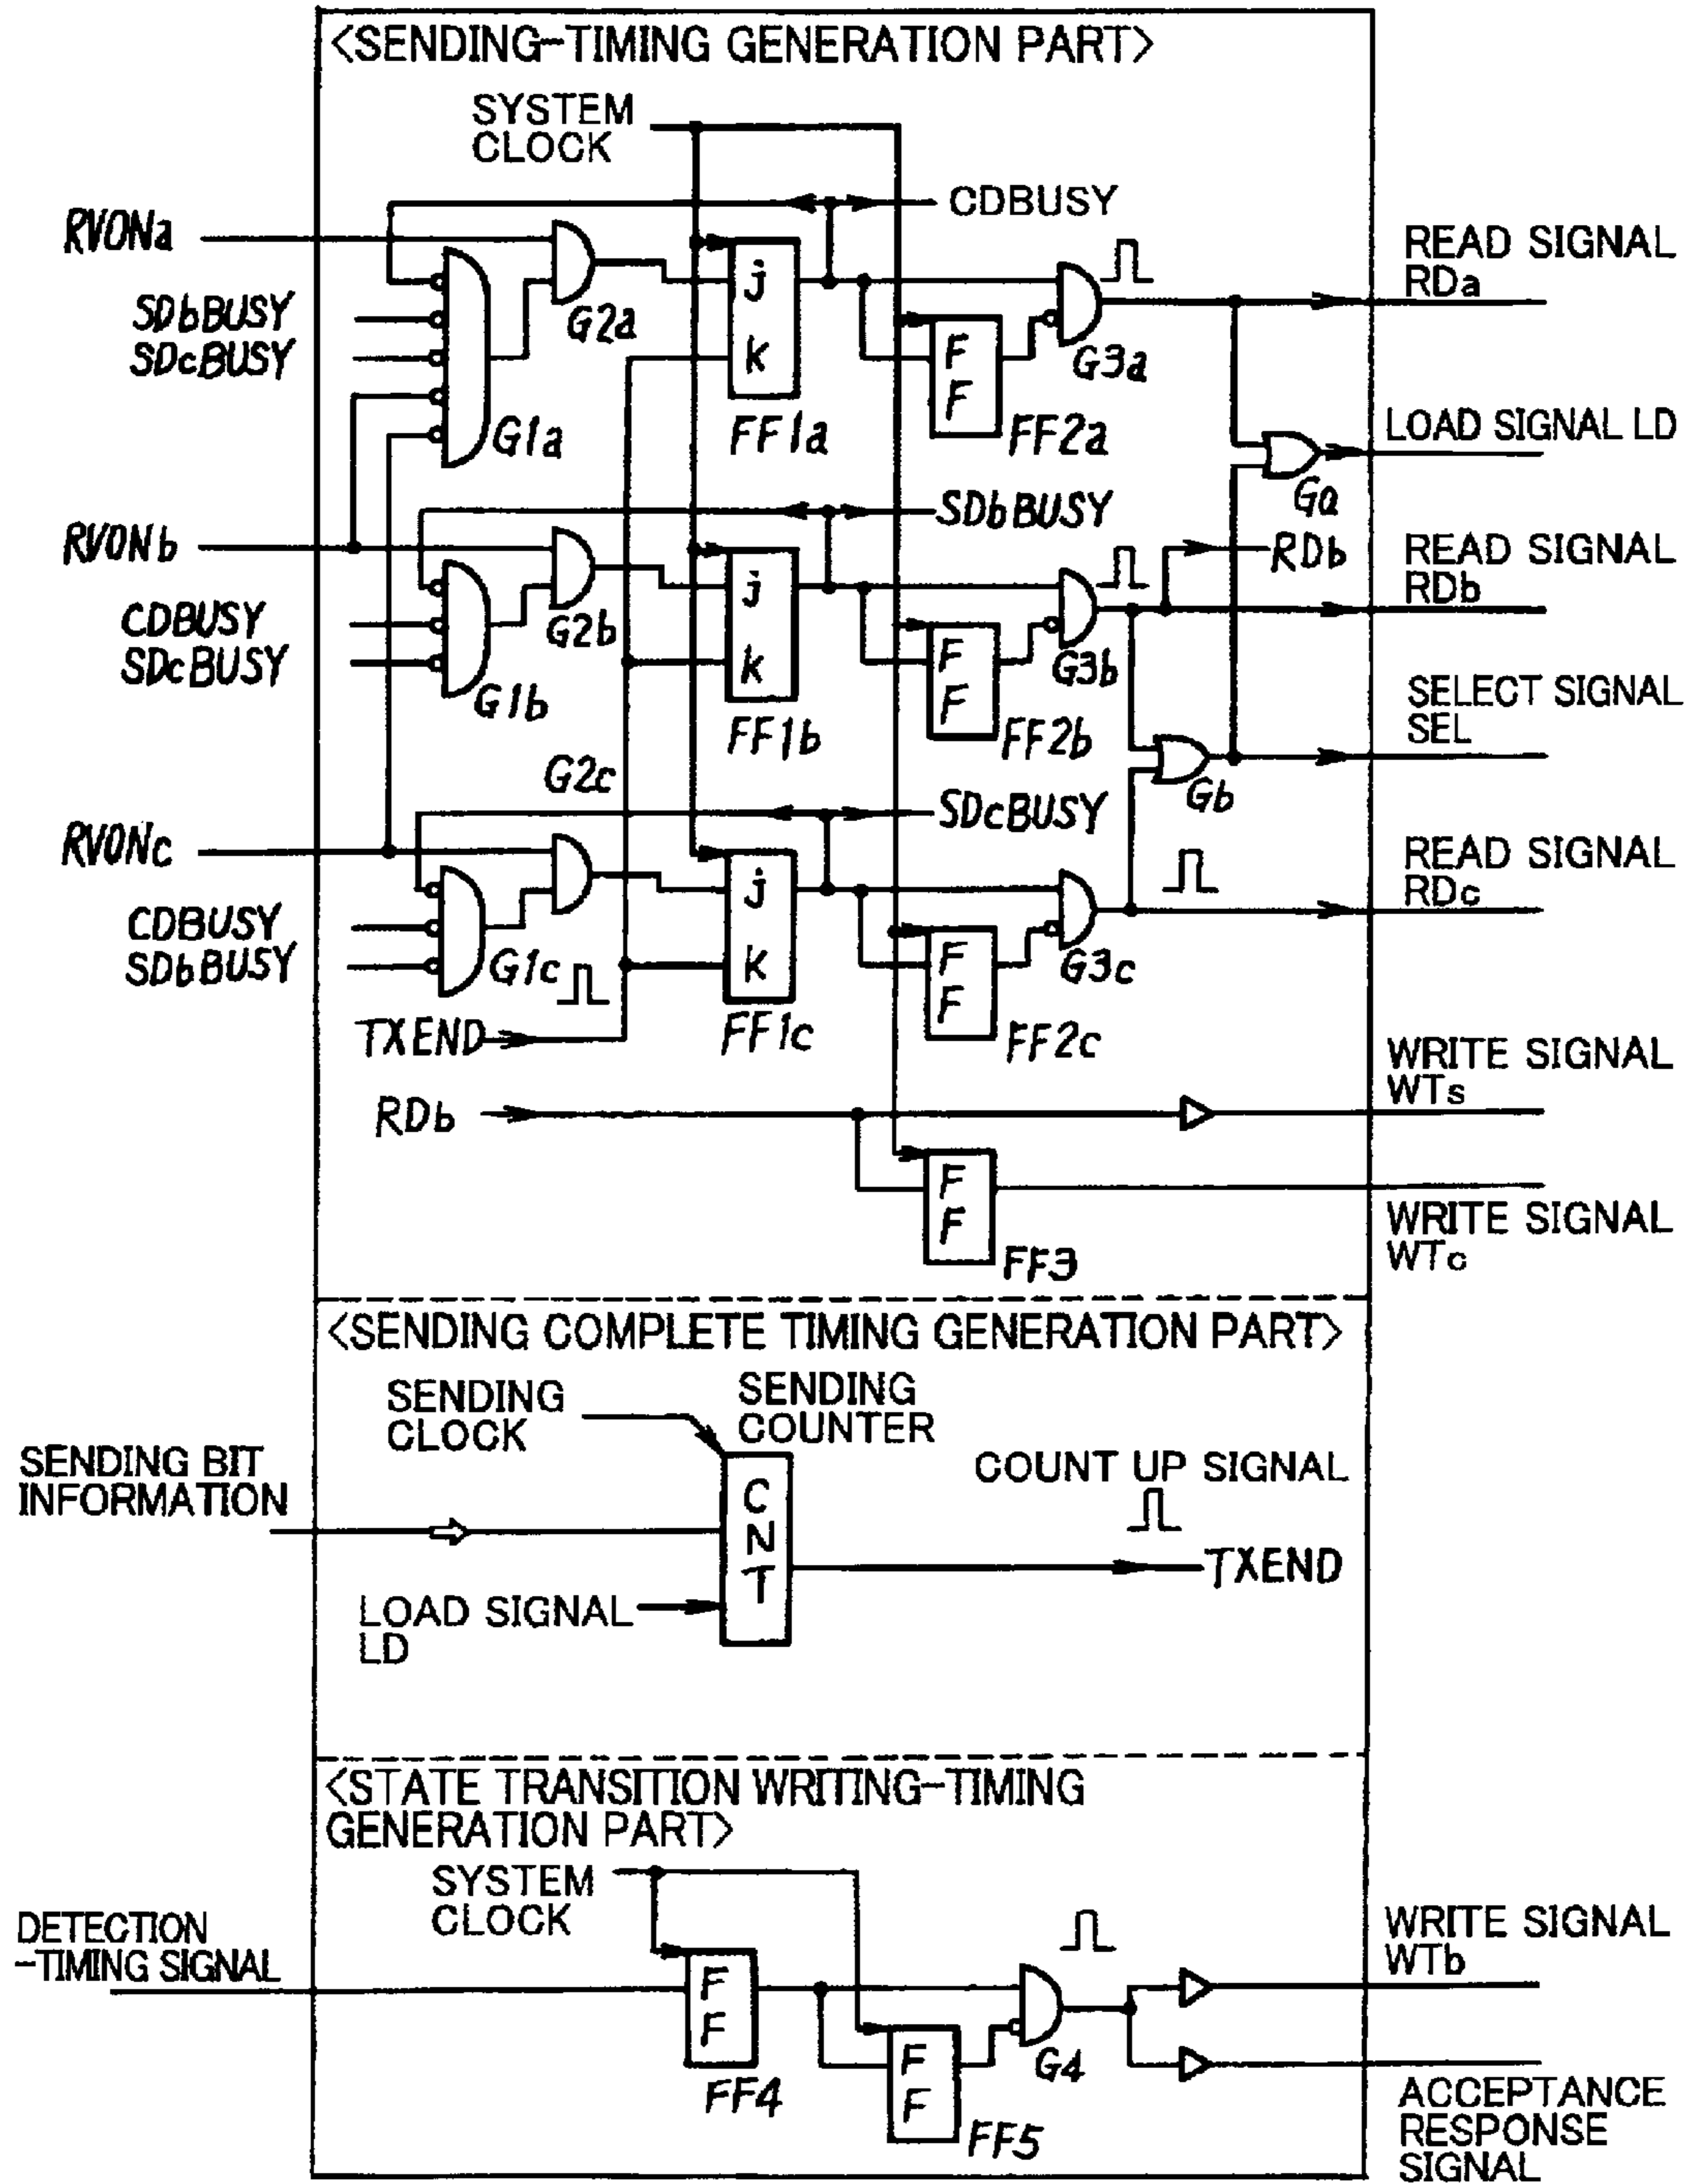 <SENDING-TIMING GENERATION PART>
SYSTEM
CLOCK
CDBUSY
RVONa
SDbBUSY
SDcBUSY
G1a
G2a
j
k
FF1a
F
F
FF2a
G3a
READ SIGNAL
RDa
LOAD SIGNAL LD
Ga
RVONb
SDbBUSY
CDBUSY
SDcBUSY
G1b
G2b
j
k
FF1b
F
F
FF2b
G3b
RDb
READ SIGNAL
RDb
SELECT SIGNAL
SEL
Gb
G2c
SDcBUSY
RVONc
CDBUSY
SDbBUSY
G1c
j
k
FF1c
F
F
FF2c
G3c
READ SIGNAL
RDc
TXEND
RDb
WRITE SIGNAL
WTs
F
F
FF3
WRITE SIGNAL
WTc
<SENDING COMPLETE TIMING GENERATION PART>
SENDING
CLOCK
SENDING
COUNTER
SENDING BIT
INFORMATION
C
N
T
COUNT UP SIGNAL
TXEND
LOAD SIGNAL
LD
<STATE TRANSITION WRITING-TIMING
GENERATION PART>
SYSTEM
CLOCK
DETECTION
-TIMING SIGNAL
F
F
FF4
F
F
FF5
G4
WRITE SIGNAL
WTb
ACCEPTANCE
RESPONSE
SIGNAL